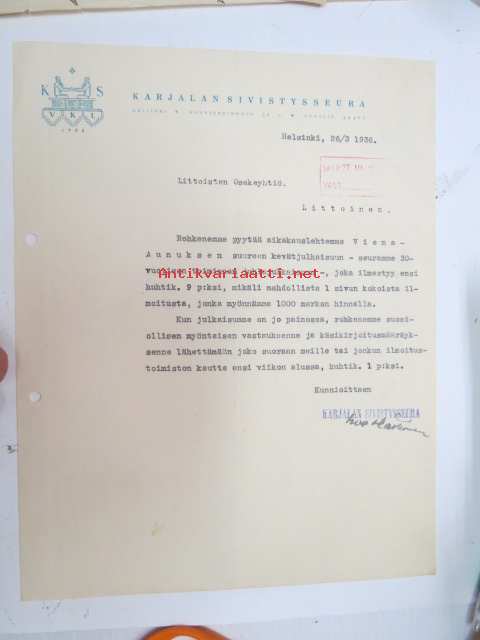 K S
V K L
1906
KARJALAN SIVISTYSSEURA
Helsinki, 26/3 1936.
Littoisten Osakeyhtiö.
Littoinen.
Rohkenemme pyytää aikakauslehtemme Viena-
Aunuksen suureen kevätjulkaisuun - seuramme 30-
joka ilmestyy ensi
huhtik. 9 p:ksi, mikäli mahdollista 1 sivun kokoista il-
moitusta, jonka myönnämme 1000 markan hinnalla.
Kun julkaisumme on jo painossa, rohkenemme suosi-
ollisen myönteisen vastauksenne ja käsikirjoitusmääräyk-
senne lähettämään joko suoraan meille tai jonkun ilmoitus-
toimiston kautta ensi viikon alussa, huhtik. 1 p:ksi.
Kunnioittaen
KARJALAN SIVISTYSSEURA
Antikvariaatti.net